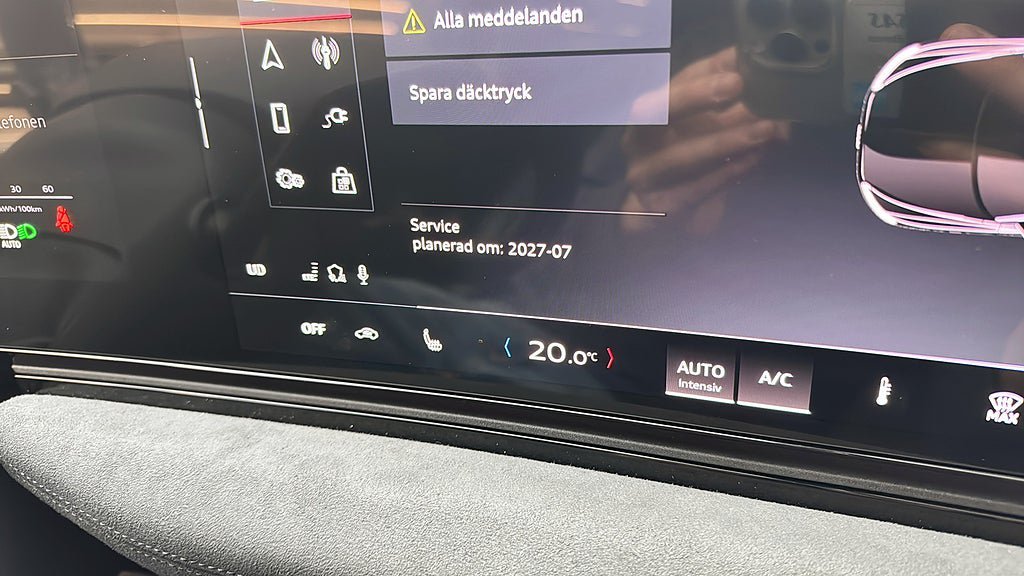 Alla meddelanden
Spara däcktryck
efonen
30 60
kWh/100km
AUTO
Service
planerad om: 2027-07
LTE
OFF
20.0°C
AUTO
Intensiv
A/C
MAX